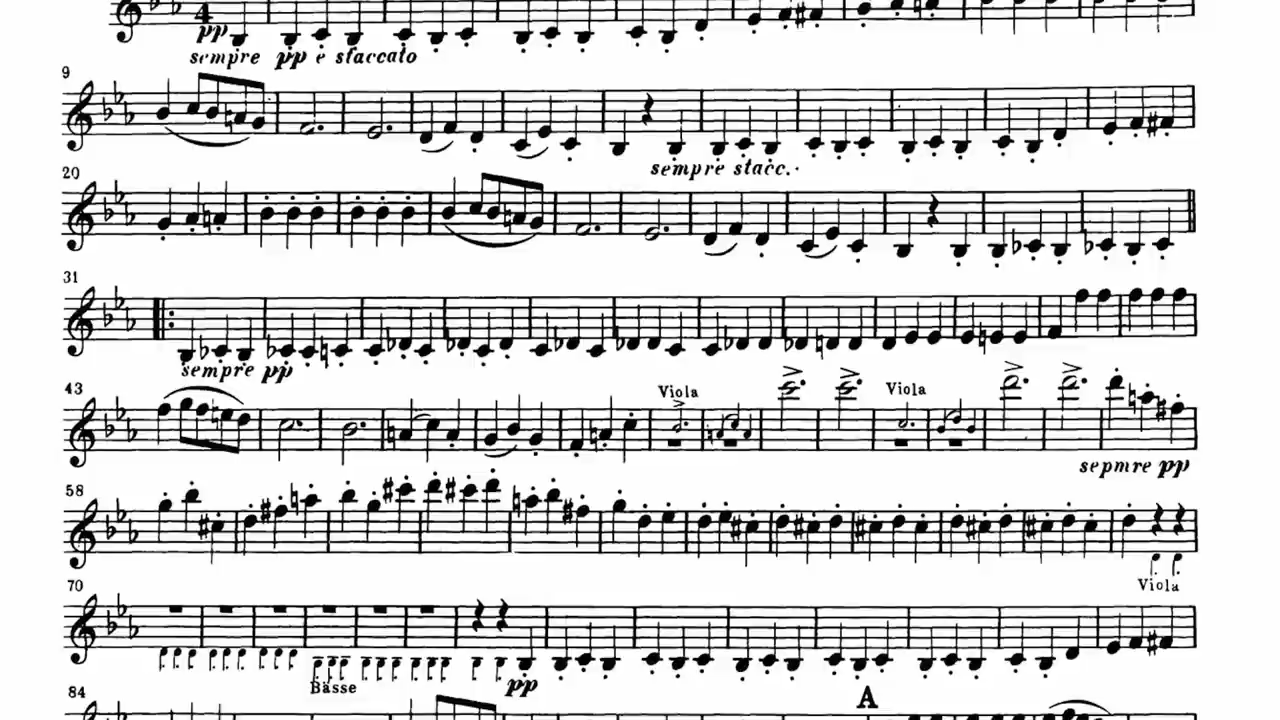 4
pp
sempre pp e staccato
9
sempre stacc.
20
31
sempre pp
43
Viola
Viola
sepmre pp
58
Viola
70
Bässe
pp
84
A